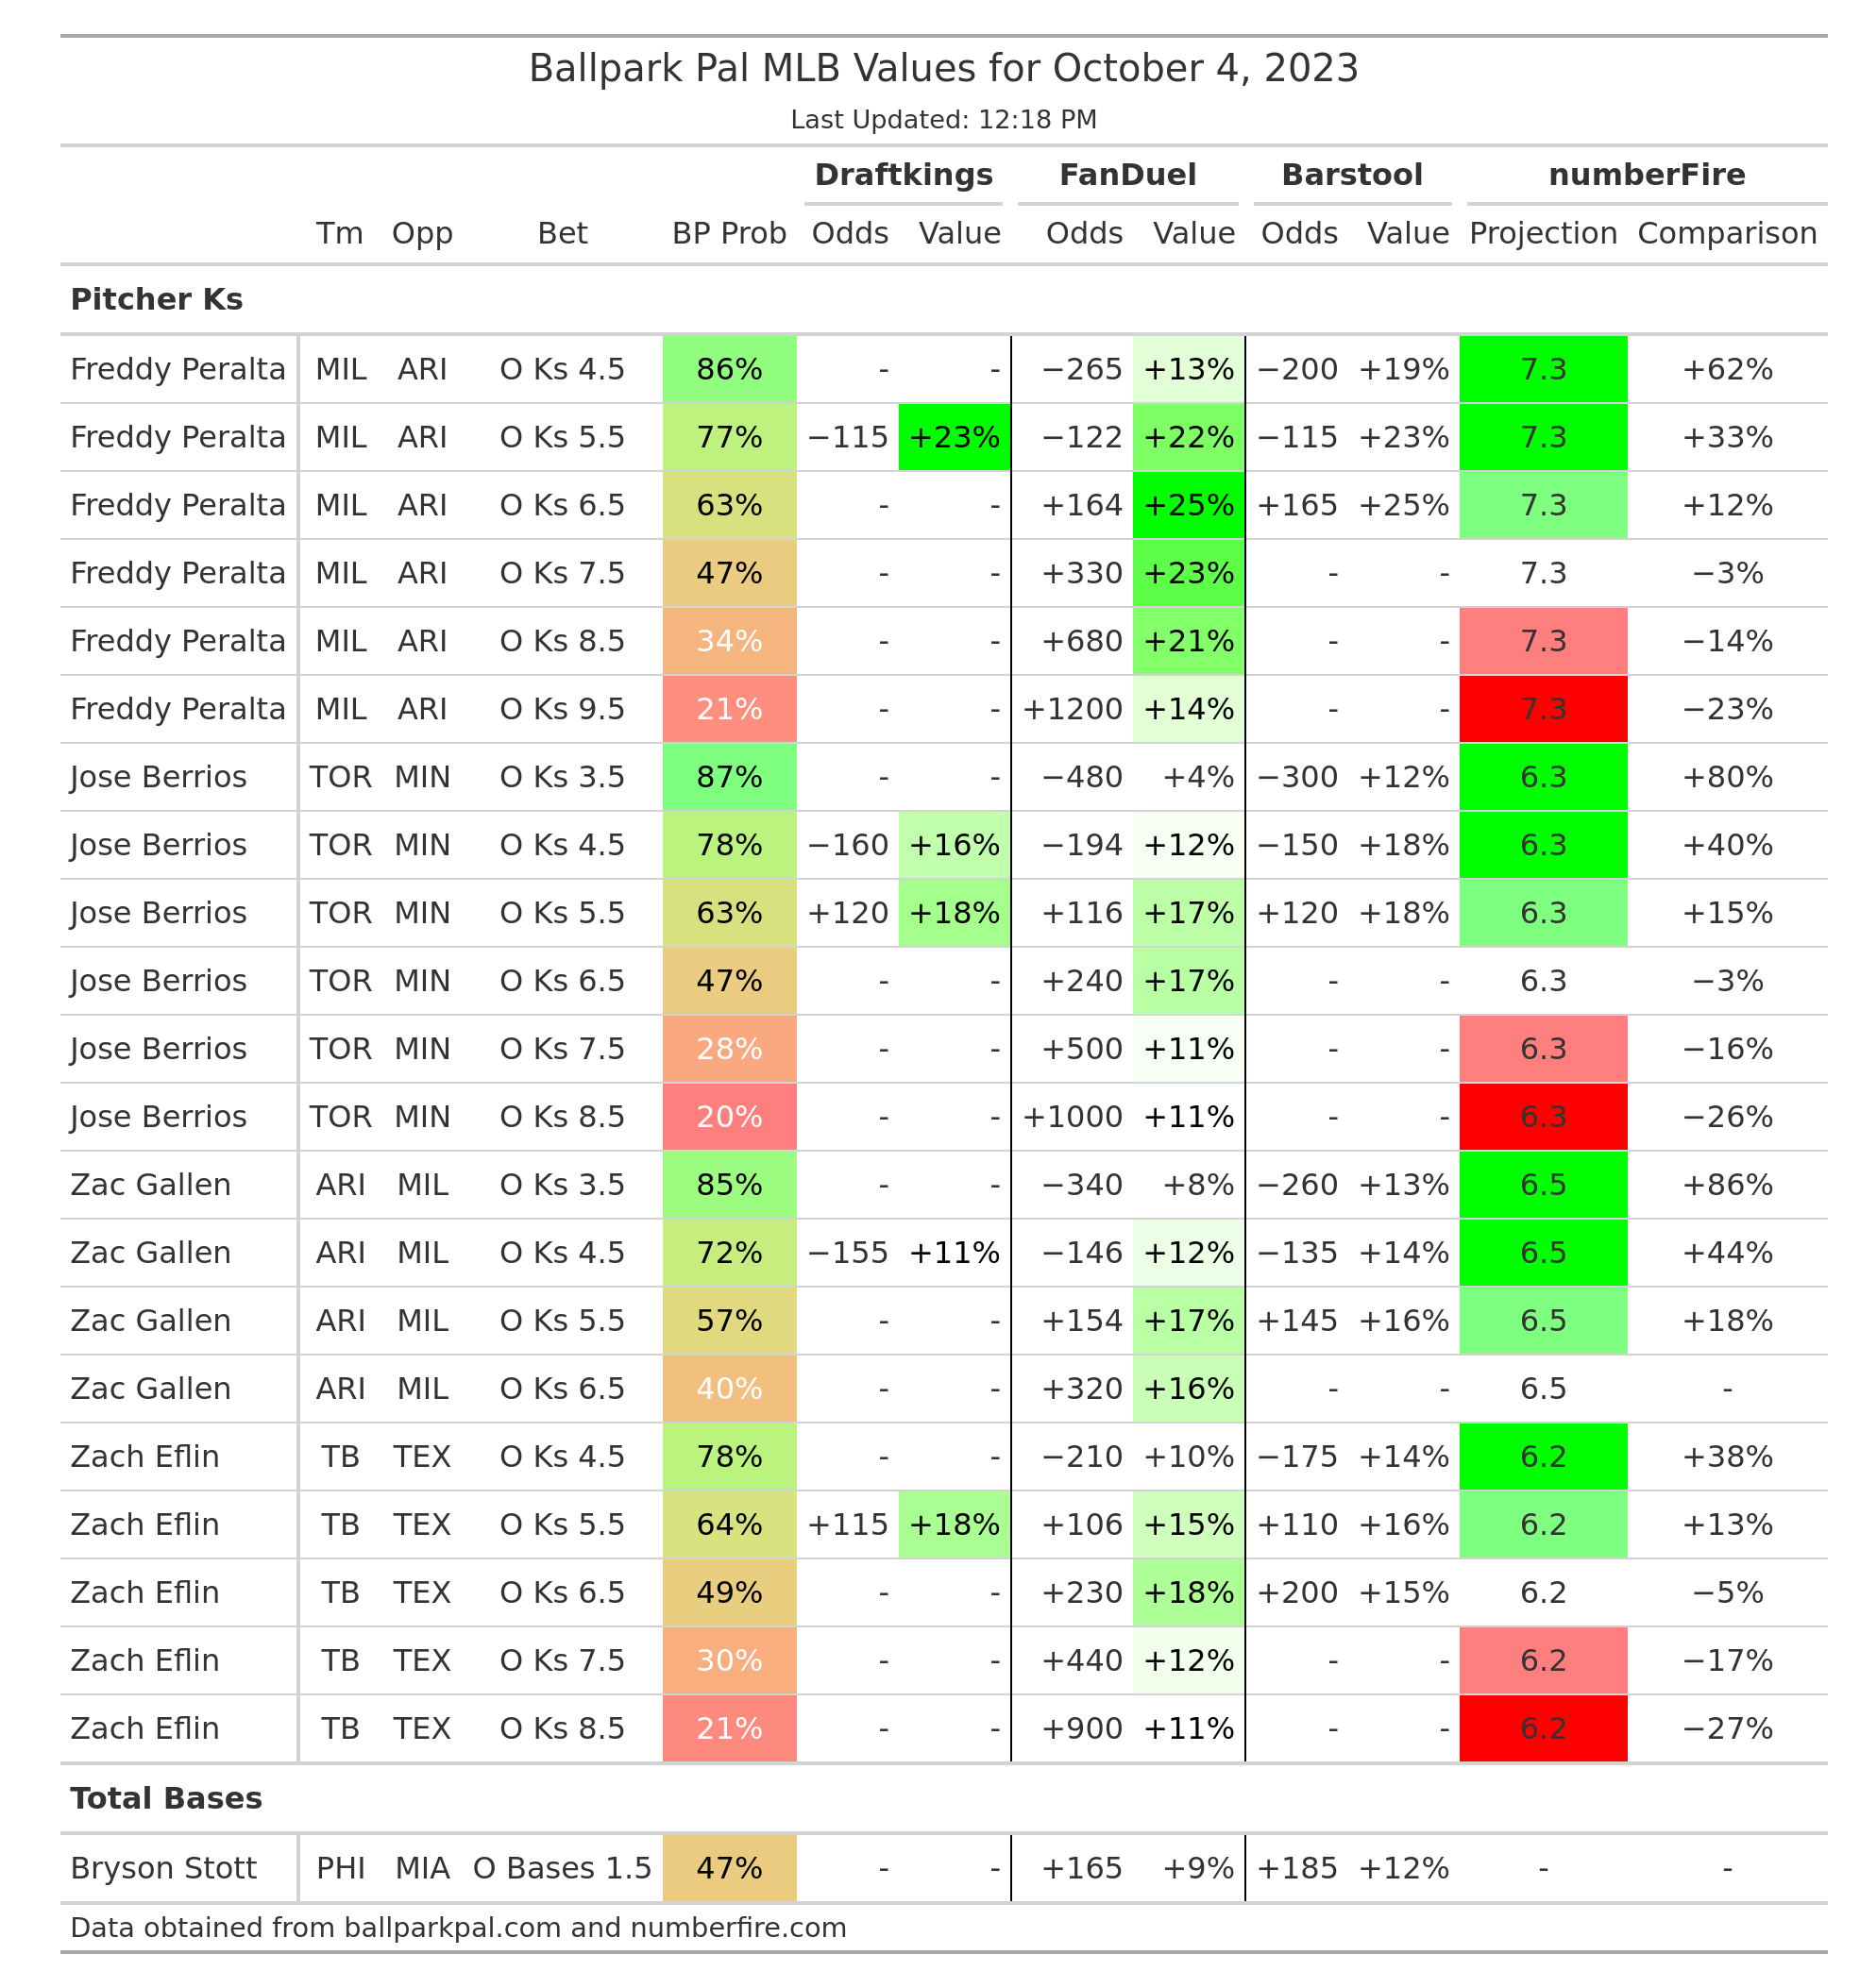 Ballpark Pal MLB Values for October 4, 2023
Last Updated: 12:18 PM
Draftkings FanDuel Barstool numberFire
Tm Opp Bet BP Prob Odds Value Odds Value Odds Value Projection Comparison
Pitcher Ks
Freddy Peralta MIL ARI O Ks 4.5 86% - - −265 +13% −200 +19% 7.3 +62%
Freddy Peralta MIL ARI O Ks 5.5 77% −115 +23% −122 +22% −115 +23% 7.3 +33%
Freddy Peralta MIL ARI O Ks 6.5 63% - - +164 +25% +165 +25% 7.3 +12%
Freddy Peralta MIL ARI O Ks 7.5 47% - - +330 +23% - - 7.3 −3%
Freddy Peralta MIL ARI O Ks 8.5 34% - - +680 +21% - - 7.3 −14%
Freddy Peralta MIL ARI O Ks 9.5 21% - - +1200 +14% - - 7.3 −23%
Jose Berrios TOR MIN O Ks 3.5 87% - - −480 +4% −300 +12% 6.3 +80%
Jose Berrios TOR MIN O Ks 4.5 78% −160 +16% −194 +12% −150 +18% 6.3 +40%
Jose Berrios TOR MIN O Ks 5.5 63% +120 +18% +116 +17% +120 +18% 6.3 +15%
Jose Berrios TOR MIN O Ks 6.5 47% - - +240 +17% - - 6.3 −3%
Jose Berrios TOR MIN O Ks 7.5 28% - - +500 +11% - - 6.3 −16%
Jose Berrios TOR MIN O Ks 8.5 20% - - +1000 +11% - - 6.3 −26%
Zac Gallen ARI MIL O Ks 3.5 85% - - −340 +8% −260 +13% 6.5 +86%
Zac Gallen ARI MIL O Ks 4.5 72% −155 +11% −146 +12% −135 +14% 6.5 +44%
Zac Gallen ARI MIL O Ks 5.5 57% - - +154 +17% +145 +16% 6.5 +18%
Zac Gallen ARI MIL O Ks 6.5 40% - - +320 +16% - - 6.5 -
Zach Eflin TB TEX O Ks 4.5 78% - - −210 +10% −175 +14% 6.2 +38%
Zach Eflin TB TEX O Ks 5.5 64% +115 +18% +106 +15% +110 +16% 6.2 +13%
Zach Eflin TB TEX O Ks 6.5 49% - - +230 +18% +200 +15% 6.2 −5%
Zach Eflin TB TEX O Ks 7.5 30% - - +440 +12% - - 6.2 −17%
Zach Eflin TB TEX O Ks 8.5 21% - - +900 +11% - - 6.2 −27%
Total Bases
Bryson Stott PHI MIA O Bases 1.5 47% - - +165 +9% +185 +12% - -
Data obtained from ballparkpal.com and numberfire.com